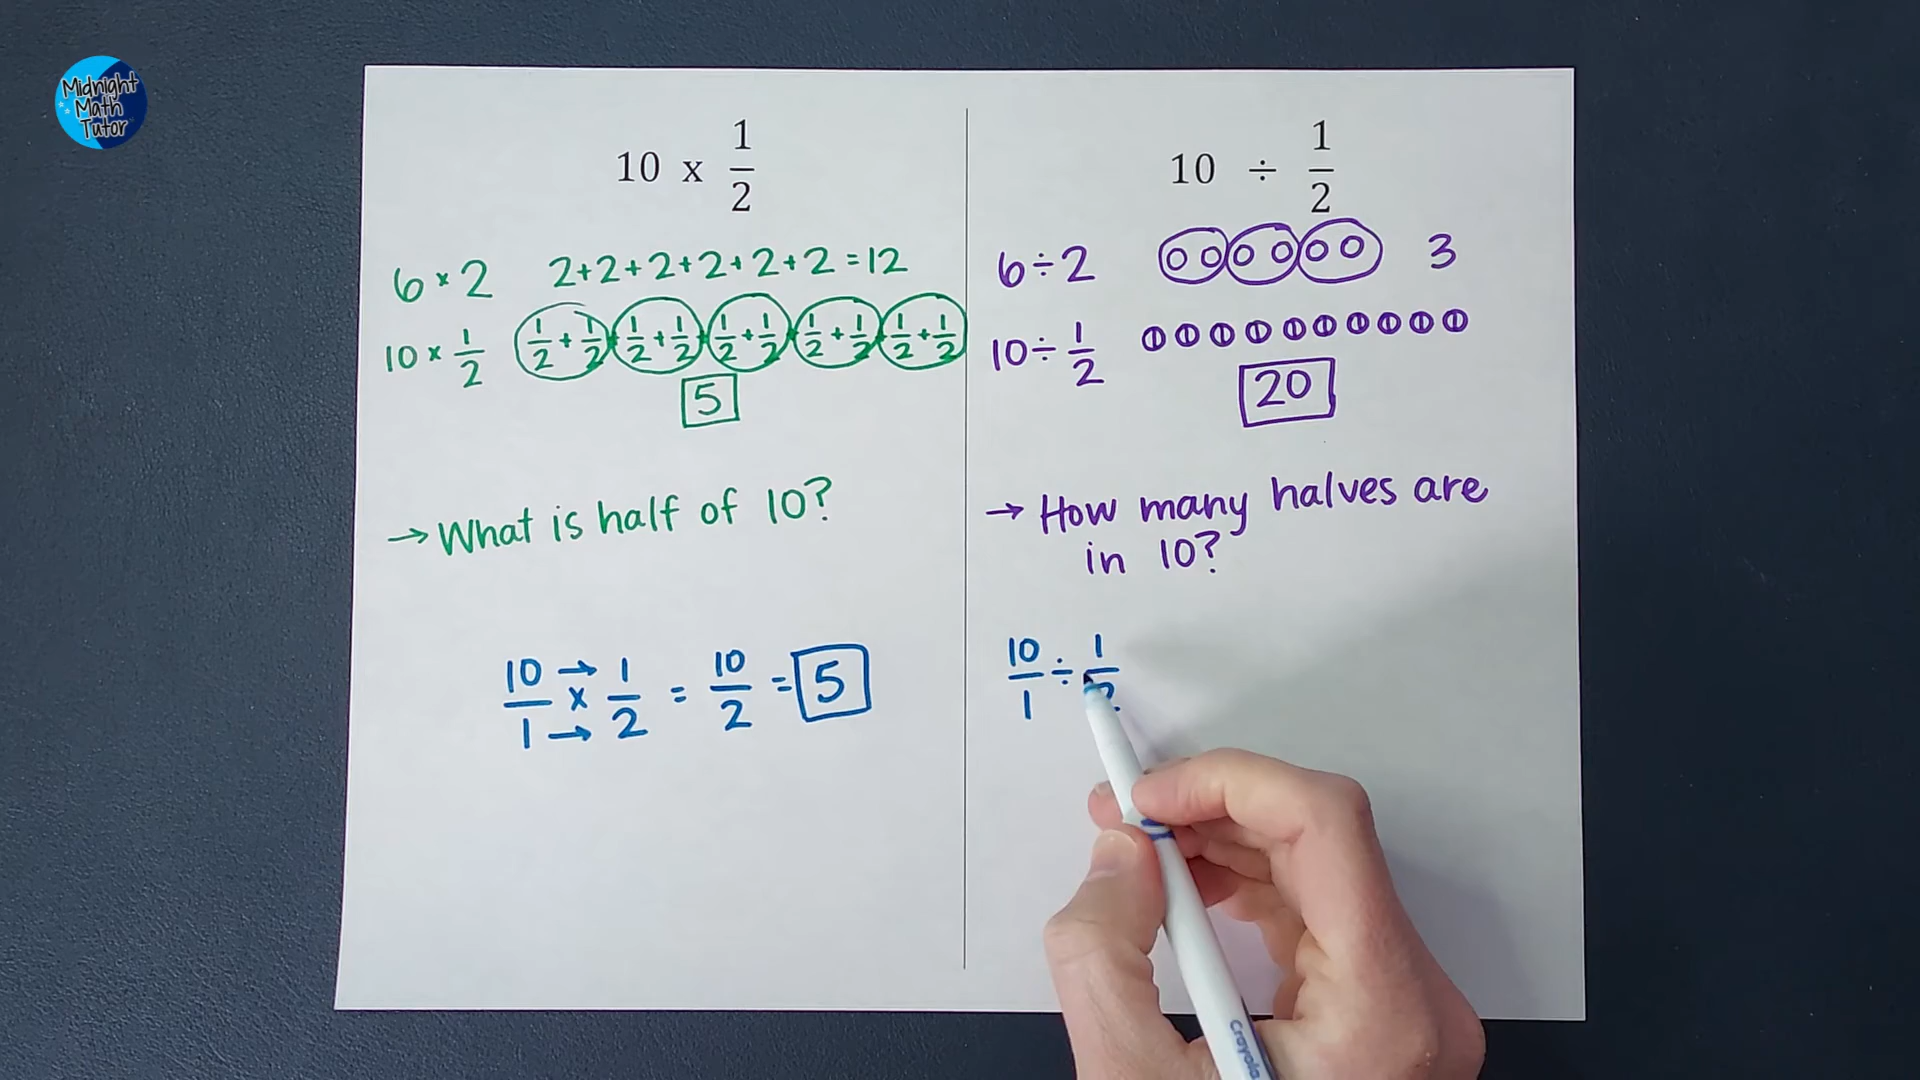 Midnight
Math
Tutor
10 x 1/2
6 × 2 2+2+2+2+2+2=12
10 × 1/2 1/2 + 1/2 + 1/2 + 1/2 + 1/2 + 1/2 + 1/2 + 1/2 + 1/2 + 1/2
5
→ What is half of 10?
10/1 × 1/2 = 10/2 = 5
10 ÷ 1/2
6÷2 3
10÷ 1/2
20
→ How many halves are
in 10?
10/1 ÷ 1/2
Crayola